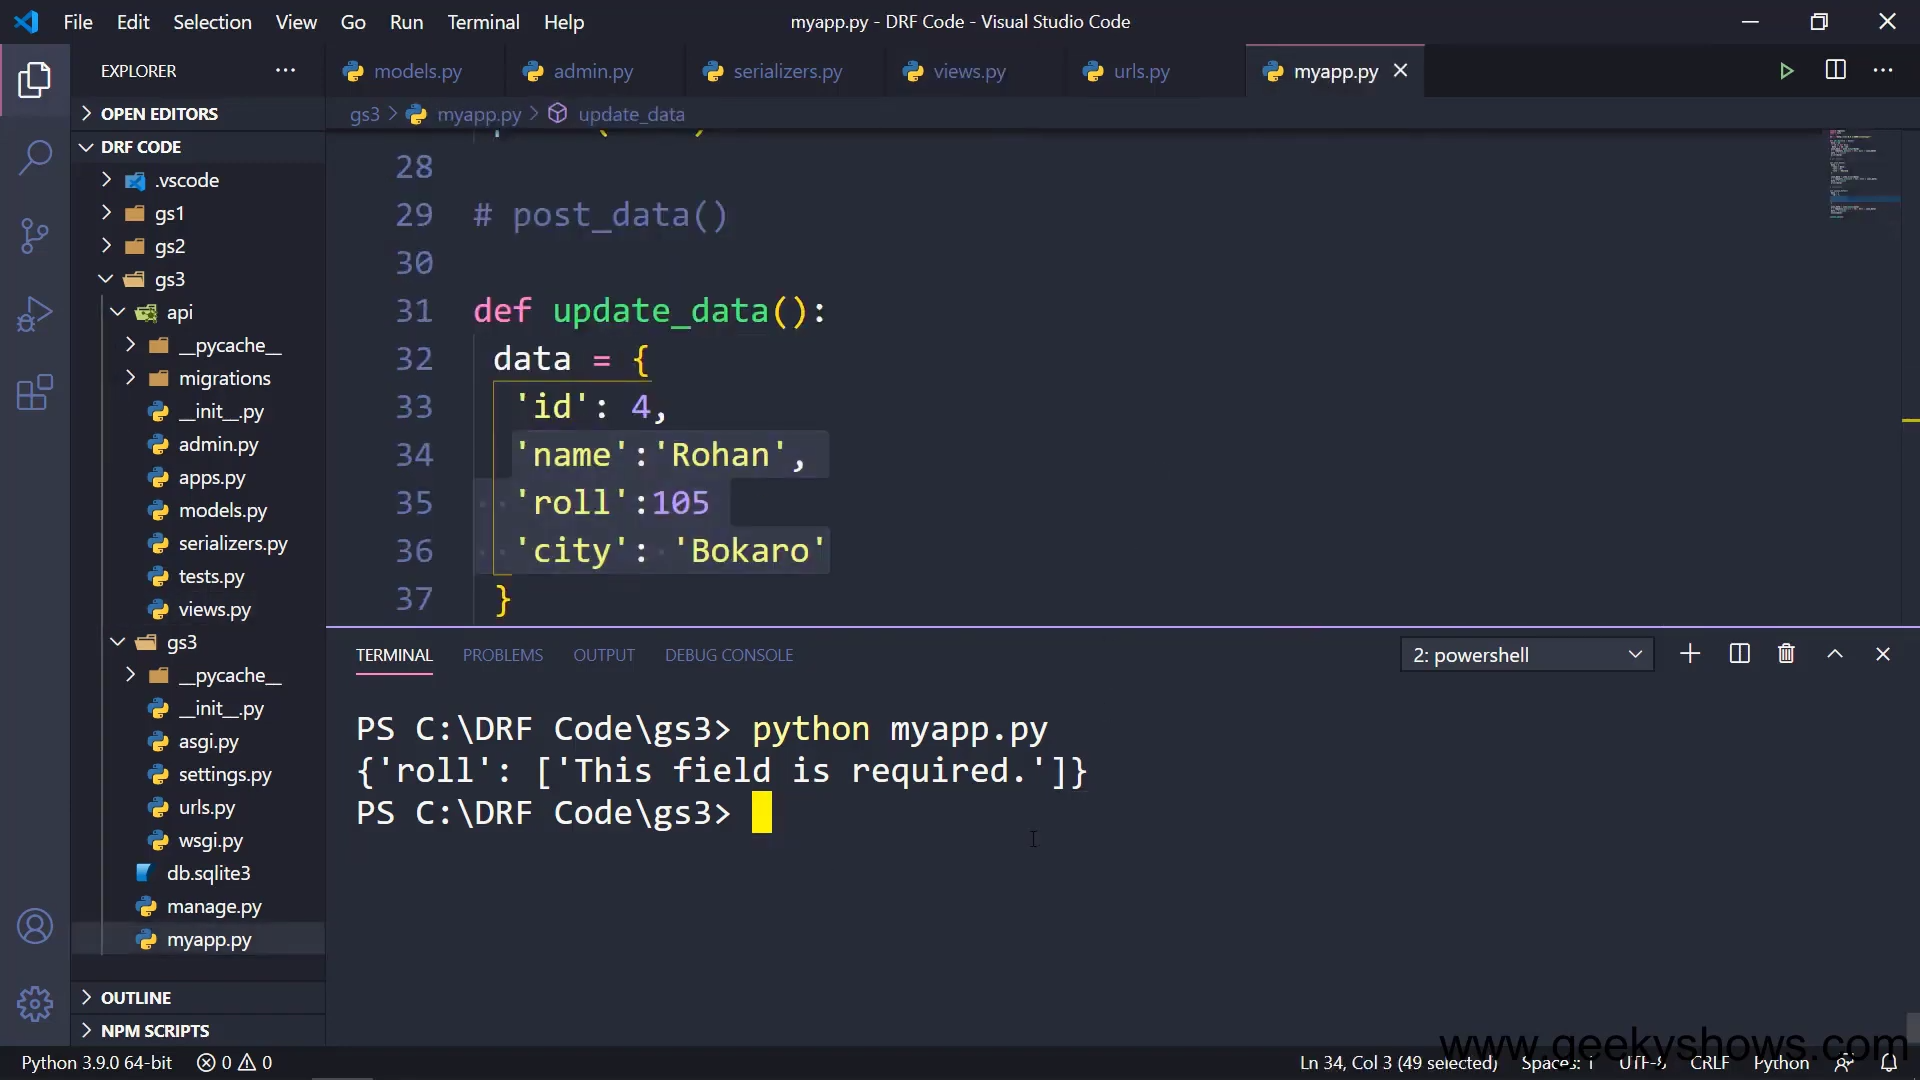 File Edit Selection View Go Run Terminal Help
myapp.py - DRF Code - Visual Studio Code
EXPLORER
models.py
admin.py
serializers.py
views.py
urls.py
myapp.py
OPEN EDITORS
gs3 > myapp.py > update_data
DRF CODE
.vscode
gs1
gs2
gs3
api
__pycache__
migrations
__init__.py
admin.py
apps.py
models.py
serializers.py
tests.py
views.py
gs3
__pycache__
__init__.py
asgi.py
settings.py
urls.py
wsgi.py
db.sqlite3
manage.py
myapp.py
OUTLINE
NPM SCRIPTS
28
29 # post_data()
30
31 def update_data():
32 data = {
33 'id': 4,
34 'name':'Rohan',
35 'roll':105
36 'city': 'Bokaro'
37 }
TERMINAL PROBLEMS OUTPUT DEBUG CONSOLE
2: powershell
PS C:\DRF Code\gs3> python myapp.py
{'roll': ['This field is required.']}
PS C:\DRF Code\gs3>
www.geekyshows.com
Python 3.9.0 64-bit 0 0
Ln 34, Col 3 (49 selected) Spaces: 1 UTF-8 CRLF Python